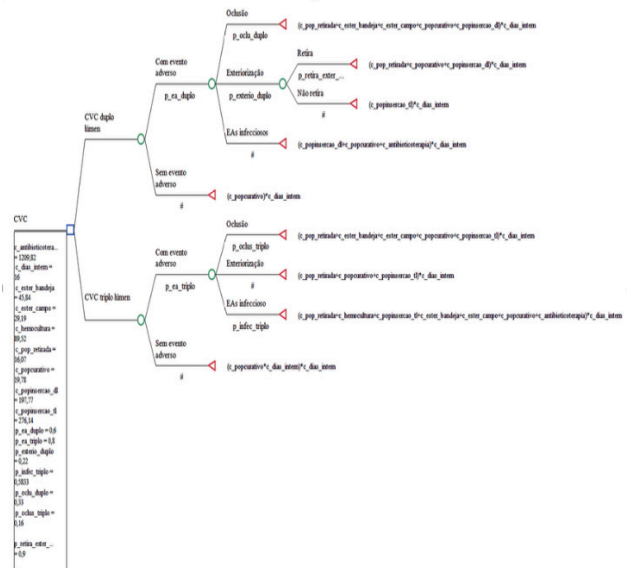 Oclusão
p_oclu_duplo
(c_pop_retirada+c_ester_bandeja+c_ester_campo+c_popcurativo+c_popinsercao_dl)*c_dias_intern
Com evento
adverso
p_ea_duplo
Exteriorização
p_exterio_duplo
Retira
p_retira_exter_...
(c_pop_retirada+c_popcurativo+c_popinsercao_dl)*c_dias_intern
Não retira
#
(c_popinsercao_tl)*c_dias_intern
CVC duplo
lúmen
EAs infecciosos
#
(c_popinsercao_dl+c_popcurativo+c_antibioticoterapia)*c_dias_intern
Sem evento
adverso
#
(c_popcurativo)*c_dias_intern
CVC
c_antibioticotera...
= 1209,82
c_dias_intern =
16
c_ester_bandeja
= 45,84
c_ester_campo =
29,19
c_hemocultura =
89,52
c_pop_retirada =
36,07
c_popcurativo =
29,78
c_popinsercao_dl
= 197,77
c_popinsercao_tl
= 276,14
p_ea_duplo = 0,6
p_ea_triplo = 0,8
p_exterio_duplo
= 0,22
p_infec_triplo =
0,5833
p_oclu_duplo =
0,33
p_oclus_triplo =
0,16
p_retira_exter_...
= 0,9
CVC triplo lúmen
Com evento
adverso
p_ea_triplo
Oclusão
p_oclus_triplo
(c_pop_retirada+c_ester_bandeja+c_ester_campo+c_popcurativo+c_popinsercao_tl)*c_dias_intern
Exteriorização
#
(c_pop_retirada+c_popcurativo+c_popinsercao_tl)*c_dias_intern
EAs infeccioso
p_infec_triplo
(c_pop_retirada+c_hemocultura+c_popinsercao_tl+c_ester_bandeja+c_ester_campo+c_popcurativo+c_antibioticoterapia)*c_dias_intern
Sem evento
adverso
#
(c_popcurativo*c_dias_intern)*c_dias_intern